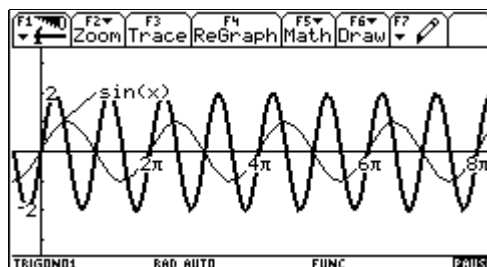 F1 F2 F3 F4 F5 F6 F7
Zoom Trace ReGraph Math Draw
2
sin(x)
2π 4π 6π 8π
-2
TRIGONO1 RAD AUTO FUNC PAUS